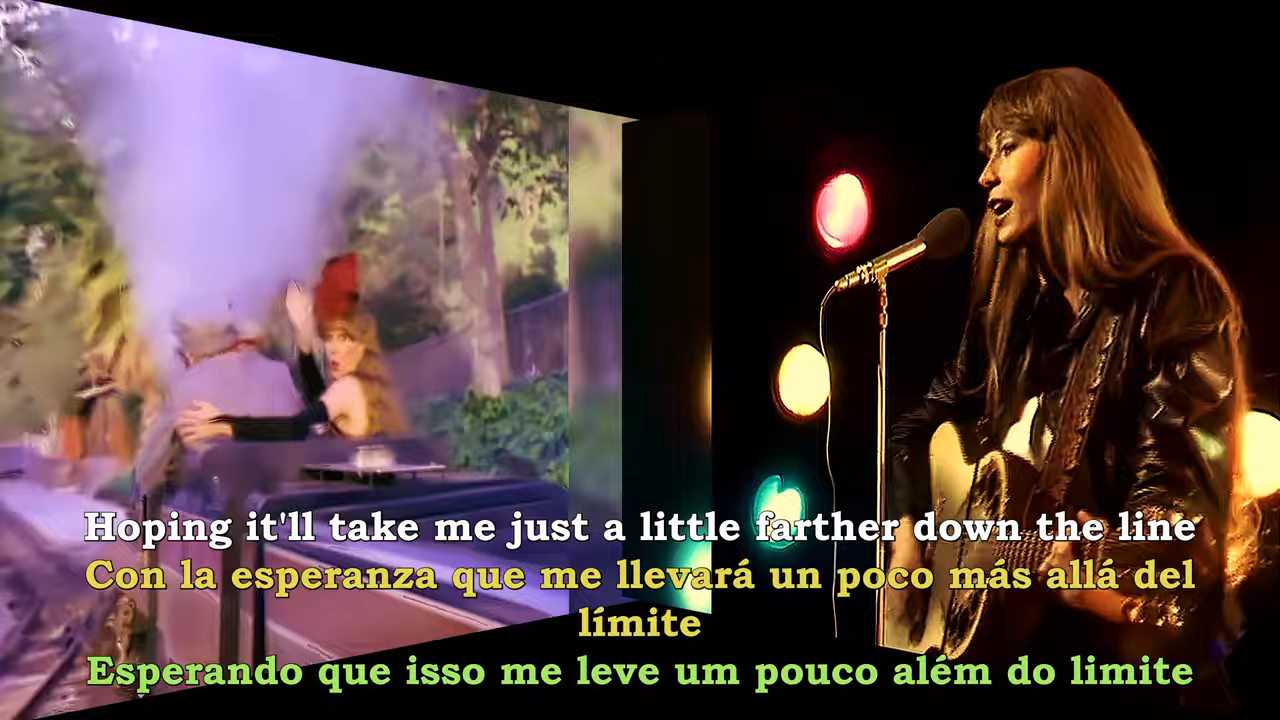 Hoping it'll take me just a little farther down the line
Con la esperanza que me llevará un poco más allá del
límite
Esperando que isso me leve um pouco além do limite